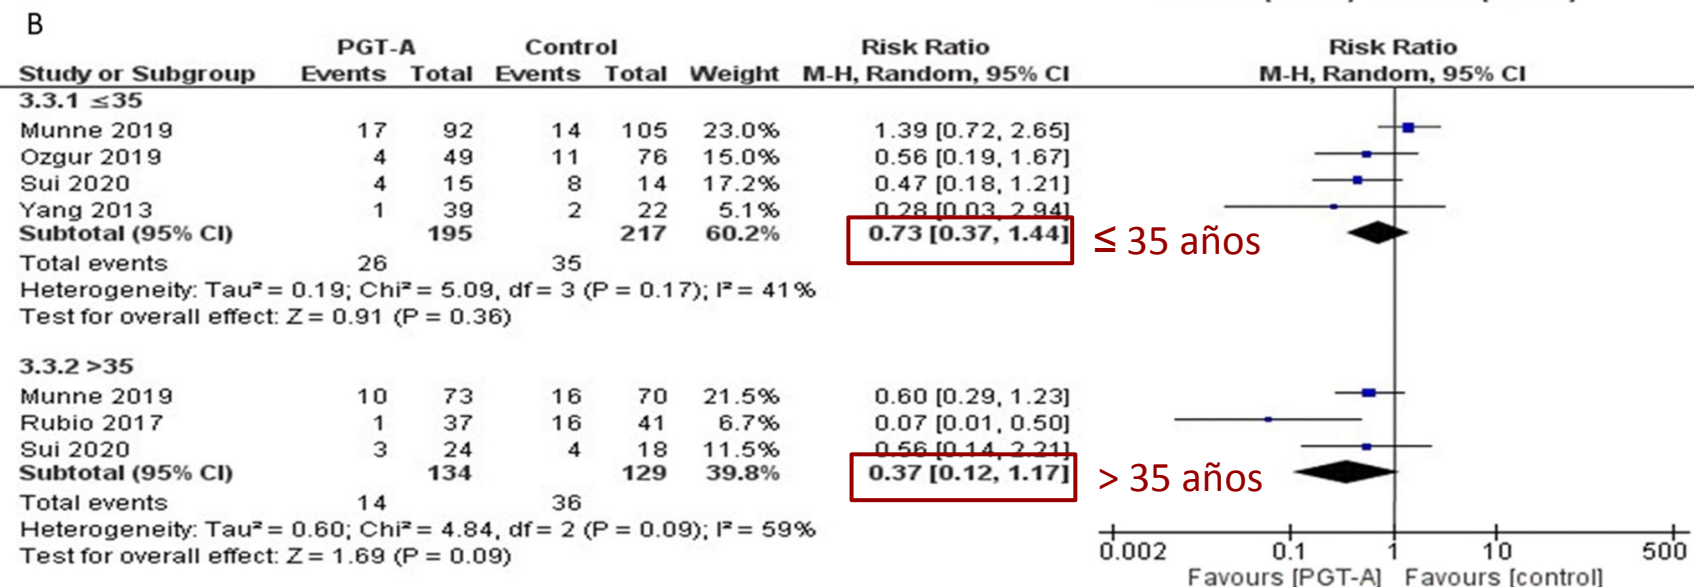 B
PGT-A Control Risk Ratio Risk Ratio
Study or Subgroup Events Total Events Total Weight M-H, Random, 95% CI M-H, Random, 95% CI
3.3.1 ≤35
Munne 2019 17 92 14 105 23.0% 1.39 [0.72, 2.65]
Ozgur 2019 4 49 11 76 15.0% 0.56 [0.19, 1.67]
Sui 2020 4 15 8 14 17.2% 0.47 [0.18, 1.21]
Yang 2013 1 39 2 22 5.1% 0.28 [0.03, 2.94]
Subtotal (95% CI) 195 217 60.2% 0.73 [0.37, 1.44] ≤ 35 años
Total events 26 35
Heterogeneity: Tau² = 0.19; Chi² = 5.09, df = 3 (P = 0.17); I² = 41%
Test for overall effect: Z = 0.91 (P = 0.36)
3.3.2 >35
Munne 2019 10 73 16 70 21.5% 0.60 [0.29, 1.23]
Rubio 2017 1 37 16 41 6.7% 0.07 [0.01, 0.50]
Sui 2020 3 24 4 18 11.5% 0.56 [0.14, 2.21]
Subtotal (95% CI) 134 129 39.8% 0.37 [0.12, 1.17] > 35 años
Total events 14 36
Heterogeneity: Tau² = 0.60; Chi² = 4.84, df = 2 (P = 0.09); I² = 59%
Test for overall effect: Z = 1.69 (P = 0.09)
0.002 0.1 1 10 500
Favours [PGT-A] Favours [control]